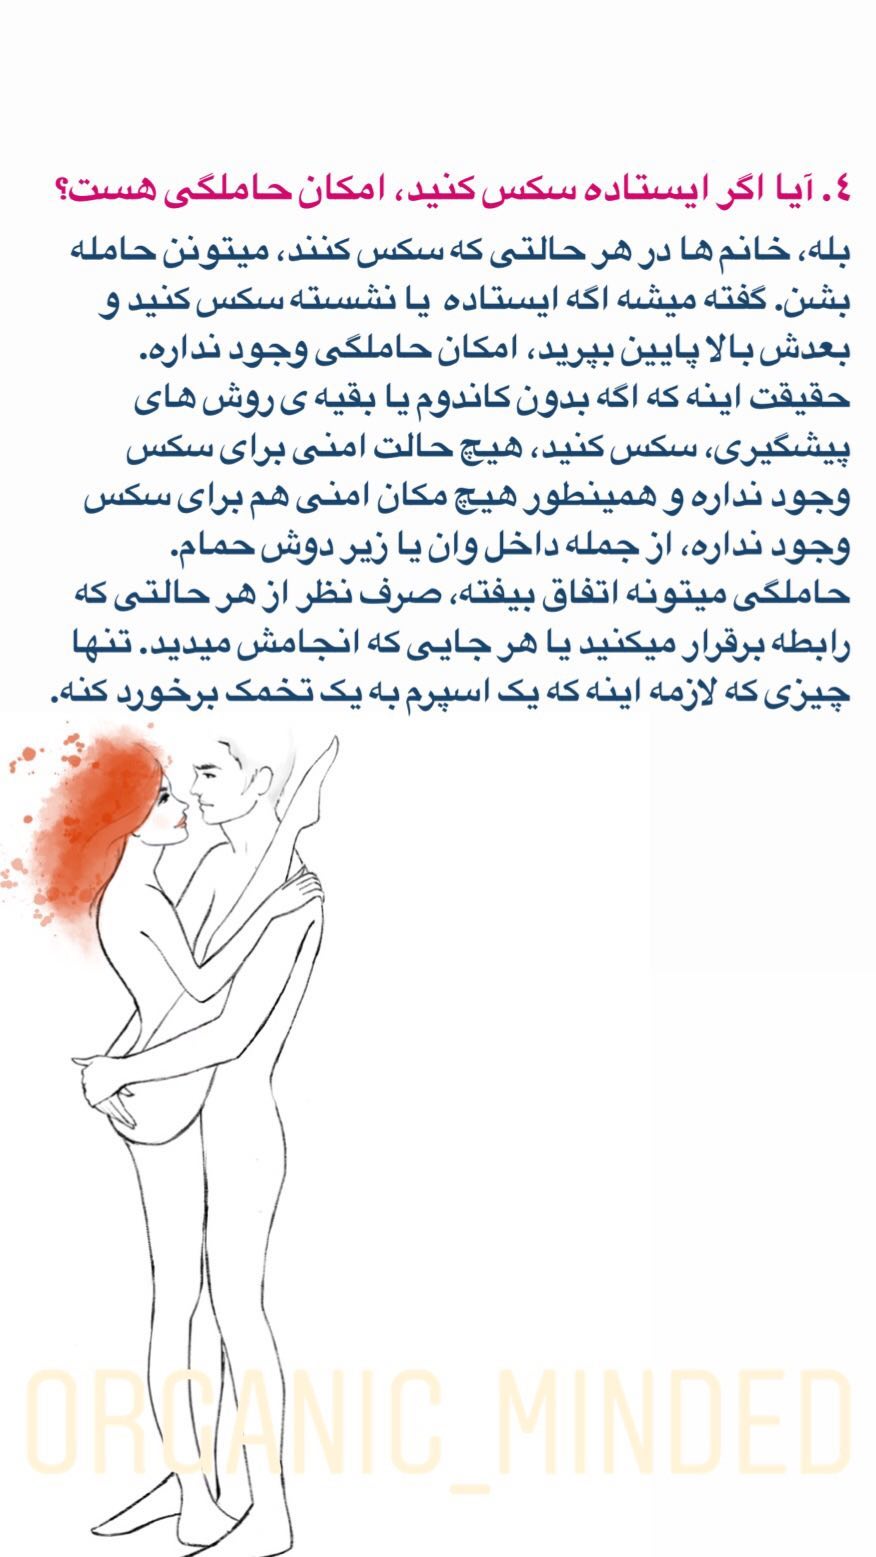 ٤. آیا اگر ایستاده سکس کنید، امکان حاملگی هست؟
بله، خانم ها در هر حالتی که سکس کنند، میتونن حامله
بشن. گفته میشه اگه ایستاده یا نشسته سکس کنید و
بعدش بالا پایین بپرید، امکان حاملگی وجود نداره.
حقیقت اینه که اگه بدون کاندوم یا بقیه ی روش های
پیشگیری، سکس کنید، هیچ حالت امنی برای سکس
وجود نداره و همینطور هیچ مکان امنی هم برای سکس
وجود نداره، از جمله داخل وان یا زیر دوش حمام.
حاملگی میتونه اتفاق بیفته، صرف نظر از هر حالتی که
رابطه برقرار میکنید یا هر جایی که انجامش میدید. تنها
چیزی که لازمه اینه که یک اسپرم به یک تخمک برخورد کنه.
ORGANIC_MINDED